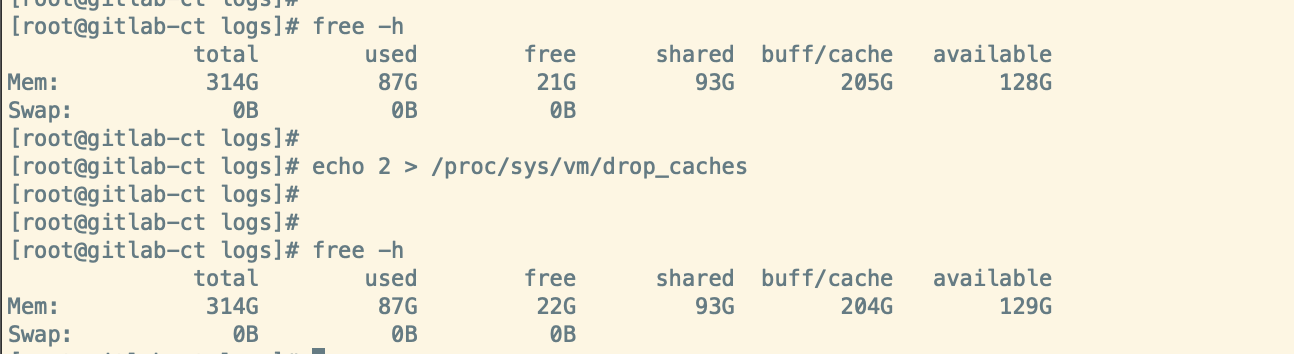 [root@gitlab-ct logs]# free -h
              total        used        free      shared  buff/cache   available
Mem:           314G         87G         21G         93G        205G        128G
Swap:            0B          0B          0B
[root@gitlab-ct logs]#
[root@gitlab-ct logs]# echo 2 > /proc/sys/vm/drop_caches
[root@gitlab-ct logs]#
[root@gitlab-ct logs]#
[root@gitlab-ct logs]# free -h
              total        used        free      shared  buff/cache   available
Mem:           314G         87G         22G         93G        204G        129G
Swap:            0B          0B          0B